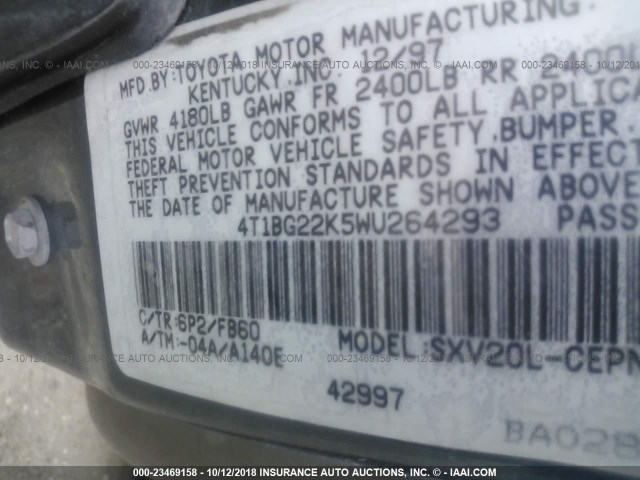 MFD.BY:TOYOTA MOTOR MANUFACTURING.
KENTUCKY.INC. 12/97
GVWR 4180LB GAWR FR 2400LB RR 2400L
THIS VEHICLE CONFORMS TO ALL APPLICA
FEDERAL MOTOR VEHICLE SAFETY.BUMPER.
THEFT PREVENTION STANDARDS IN EFFECT
THE DATE OF MANUFACTURE SHOWN ABOVE
4T1BG22K5WU264293 PASS
C/TR:6P2/FB60
A/TM:-04A/A140E MODEL:SXV20L-CEPN
42997
BA02B
000-23469158 - 10/12/2018 INSURANCE AUTO AUCTIONS, INC. - © - IAAI.COM